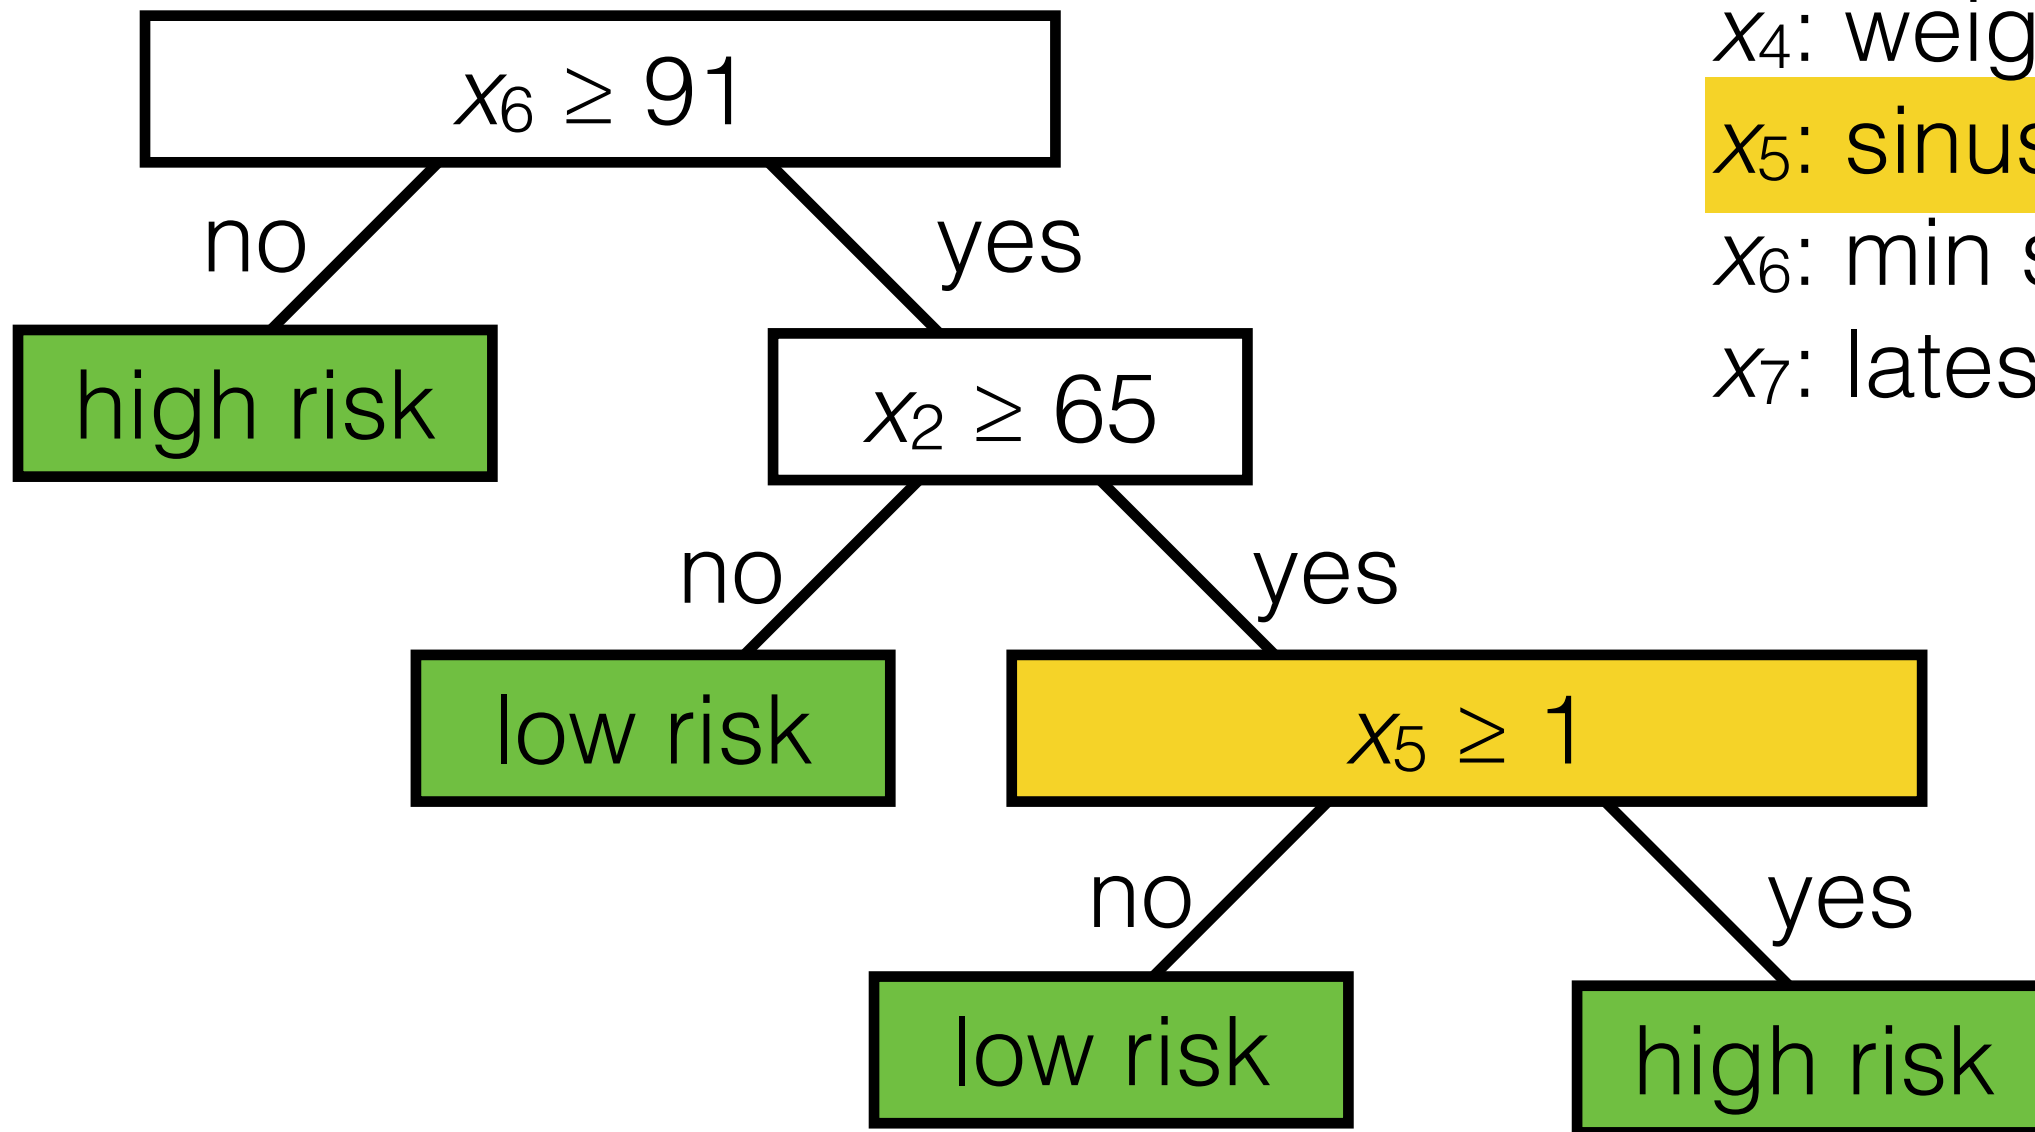 x₆ ≥ 91
no
yes
high risk
x₂ ≥ 65
no
yes
low risk
x₅ ≥ 1
no
yes
low risk
high risk
x₄: weig
x₅: sinus
x₆: min s
x₇: lates